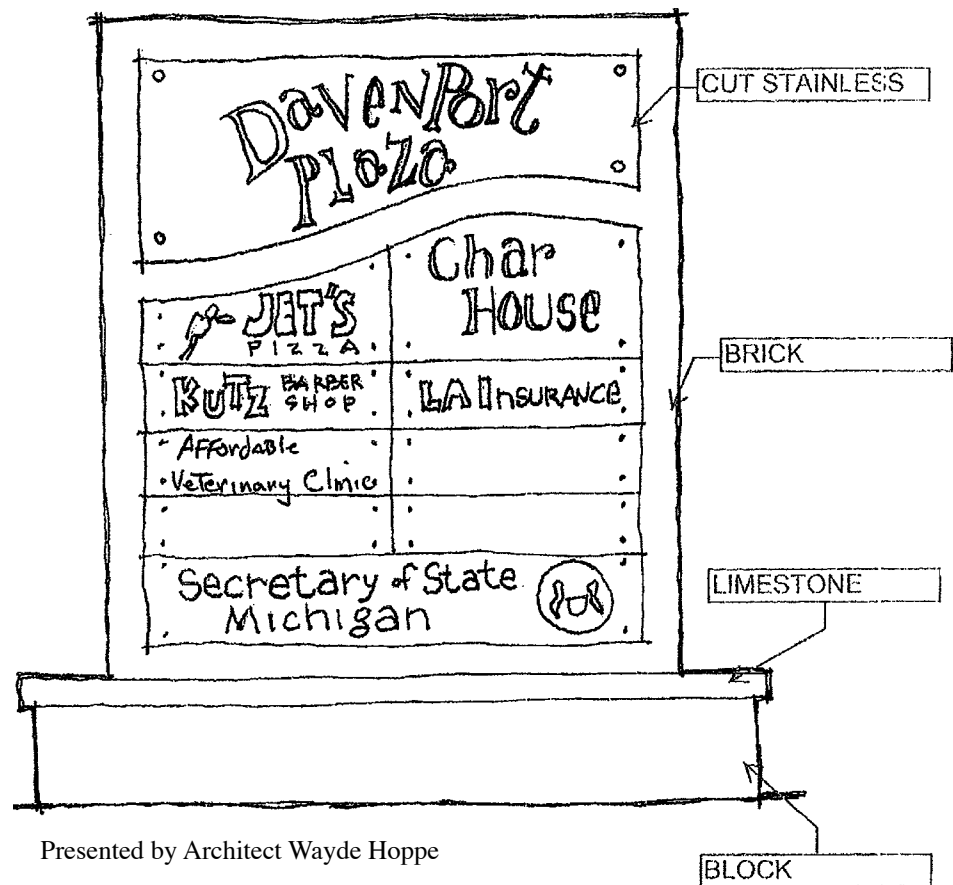 DavenPort
Plaza
CUT STAINLESS
Char
House
JET'S
PIZZA
BRICK
KUTZ BARBER
SHOP
LA InSURANCE
Affordable
Veterinary Clinic
LIMESTONE
Secretary of State
Michigan
BLOCK
Presented by Architect Wayde Hoppe